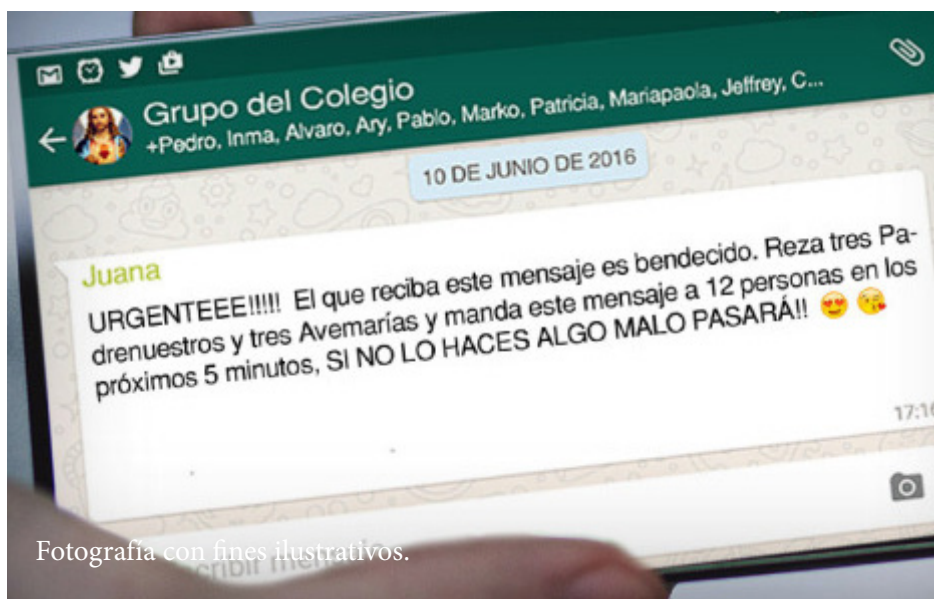 Grupo del Colegio
+Pedro, Inma, Alvaro, Ary, Pablo, Marko, Patricia, Mariapaola, Jeffrey, C...
10 DE JUNIO DE 2016
Juana
URGENTEEE!!!!! El que reciba este mensaje es bendecido. Reza tres Pa-
drenuestros y tres Avemarías y manda este mensaje a 12 personas en los
próximos 5 minutos, SI NO LO HACES ALGO MALO PASARÁ!! 😍 😘
17:16
Fotografía con fines ilustrativos.